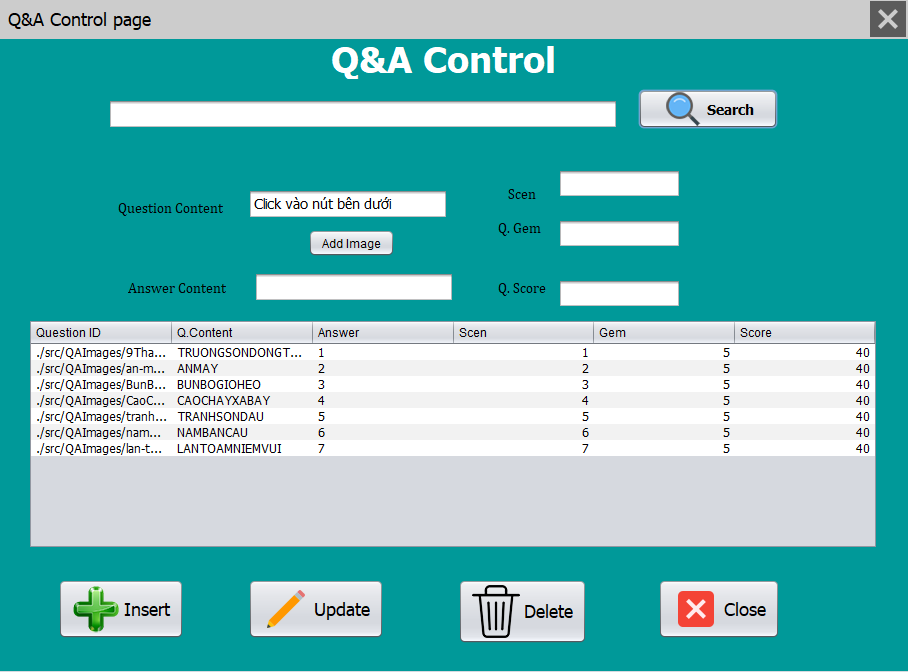 Q&A Control page
Q&A Control
Search
Scen
Question Content Click vào nút bên dưới
Q. Gem
Add Image
Answer Content
Q. Score
Question ID Q.Content Answer Scen Gem Score
./src/QAImages/9Tha... TRUONGSONDONGT... 1 1 5 40
./src/QAImages/an-m... ANMAY 2 2 5 40
./src/QAImages/BunB... BUNBOGIOHEO 3 3 5 40
./src/QAImages/CaoC... CAOCHAYXABAY 4 4 5 40
./src/QAImages/tranh... TRANHSONDAU 5 5 5 40
./src/QAImages/nam... NAMBANCAU 6 6 5 40
./src/QAImages/lan-t... LANTOAMNIEMVUI 7 7 5 40
Insert Update Delete Close